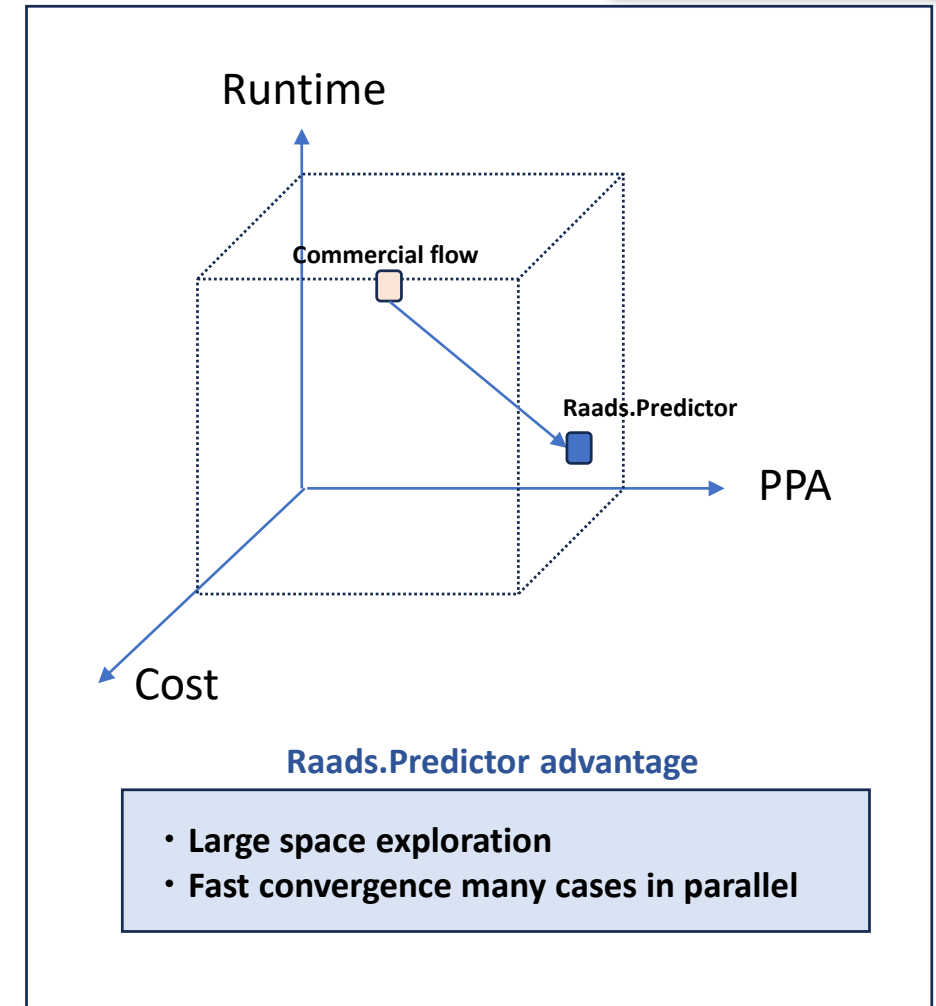 Runtime
Commercial flow
Raads.Predictor
PPA
Cost
Raads.Predictor advantage
・Large space exploration
・Fast convergence many cases in parallel